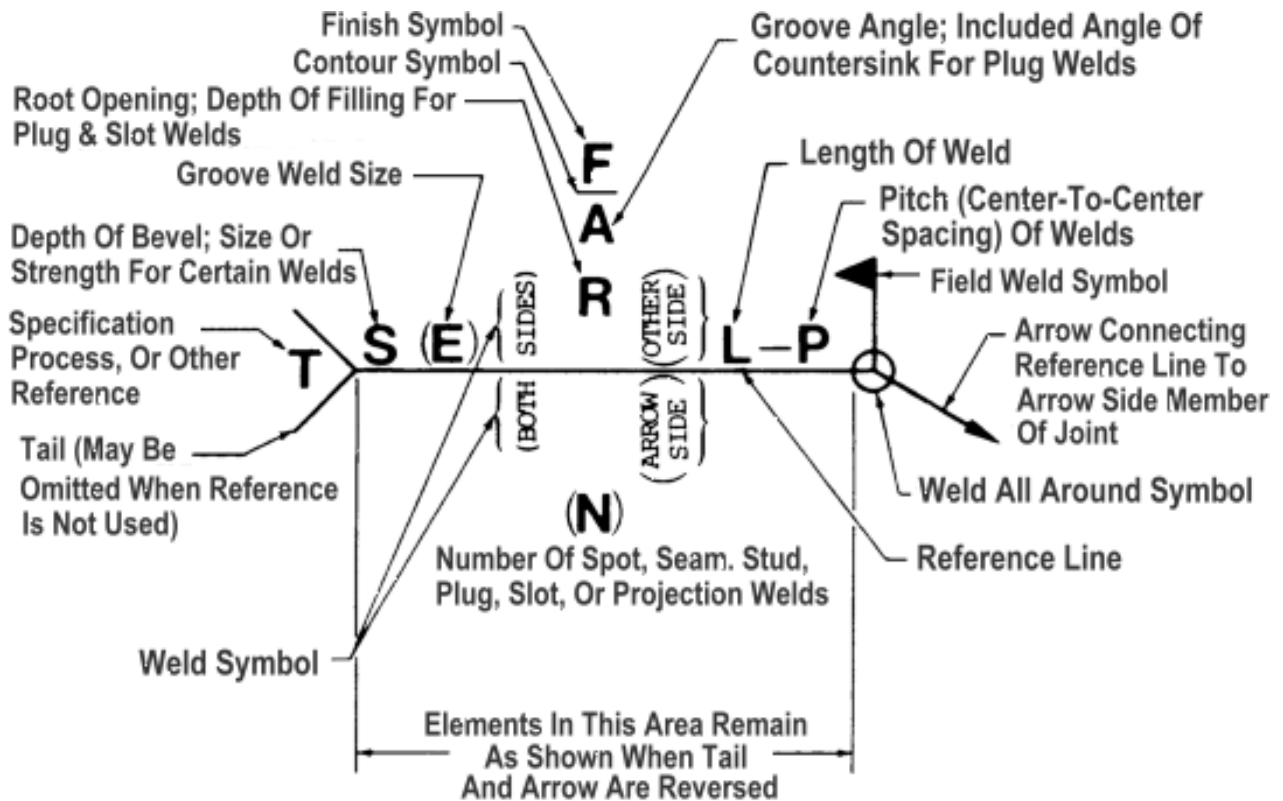 Finish Symbol
Contour Symbol
Root Opening; Depth Of Filling For
Plug & Slot Welds
Groove Weld Size
Depth Of Bevel; Size Or
Strength For Certain Welds
Specification
Process, Or Other
Reference
Tail (May Be
Omitted When Reference
Is Not Used)
Groove Angle; Included Angle Of
Countersink For Plug Welds
Length Of Weld
Pitch (Center-To-Center
Spacing) Of Welds
Field Weld Symbol
Arrow Connecting
Reference Line To
Arrow Side Member
Of Joint
Weld All Around Symbol
Reference Line
F
A
R
T
S
(E)
(BOTH SIDES)
(OTHER
SIDE)
(ARROW
SIDE)
L–P
(N)
Number Of Spot, Seam. Stud,
Plug, Slot, Or Projection Welds
Weld Symbol
Elements In This Area Remain
As Shown When Tail
And Arrow Are Reversed